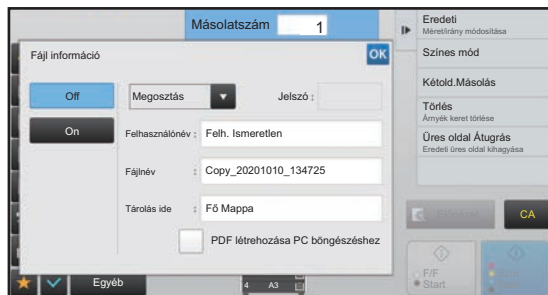 Másolatszám 1
Fájl információ
OK
Off
Megosztás
Jelszó :
On
Felhasználónév : Felh. Ismeretlen
Fájlnév : Copy_20201010_134725
Tárolás ide : Fő Mappa
PDF létrehozása PC böngészéshez
Egyéb
4 A3
Eredeti
Méret/irány módosítása
Színes mód
Kétold.Másolás
Törlés
Árnyék keret törlése
Üres oldal Átugrás
Eredeti üres oldal kihagyása
CA
F/F
Start